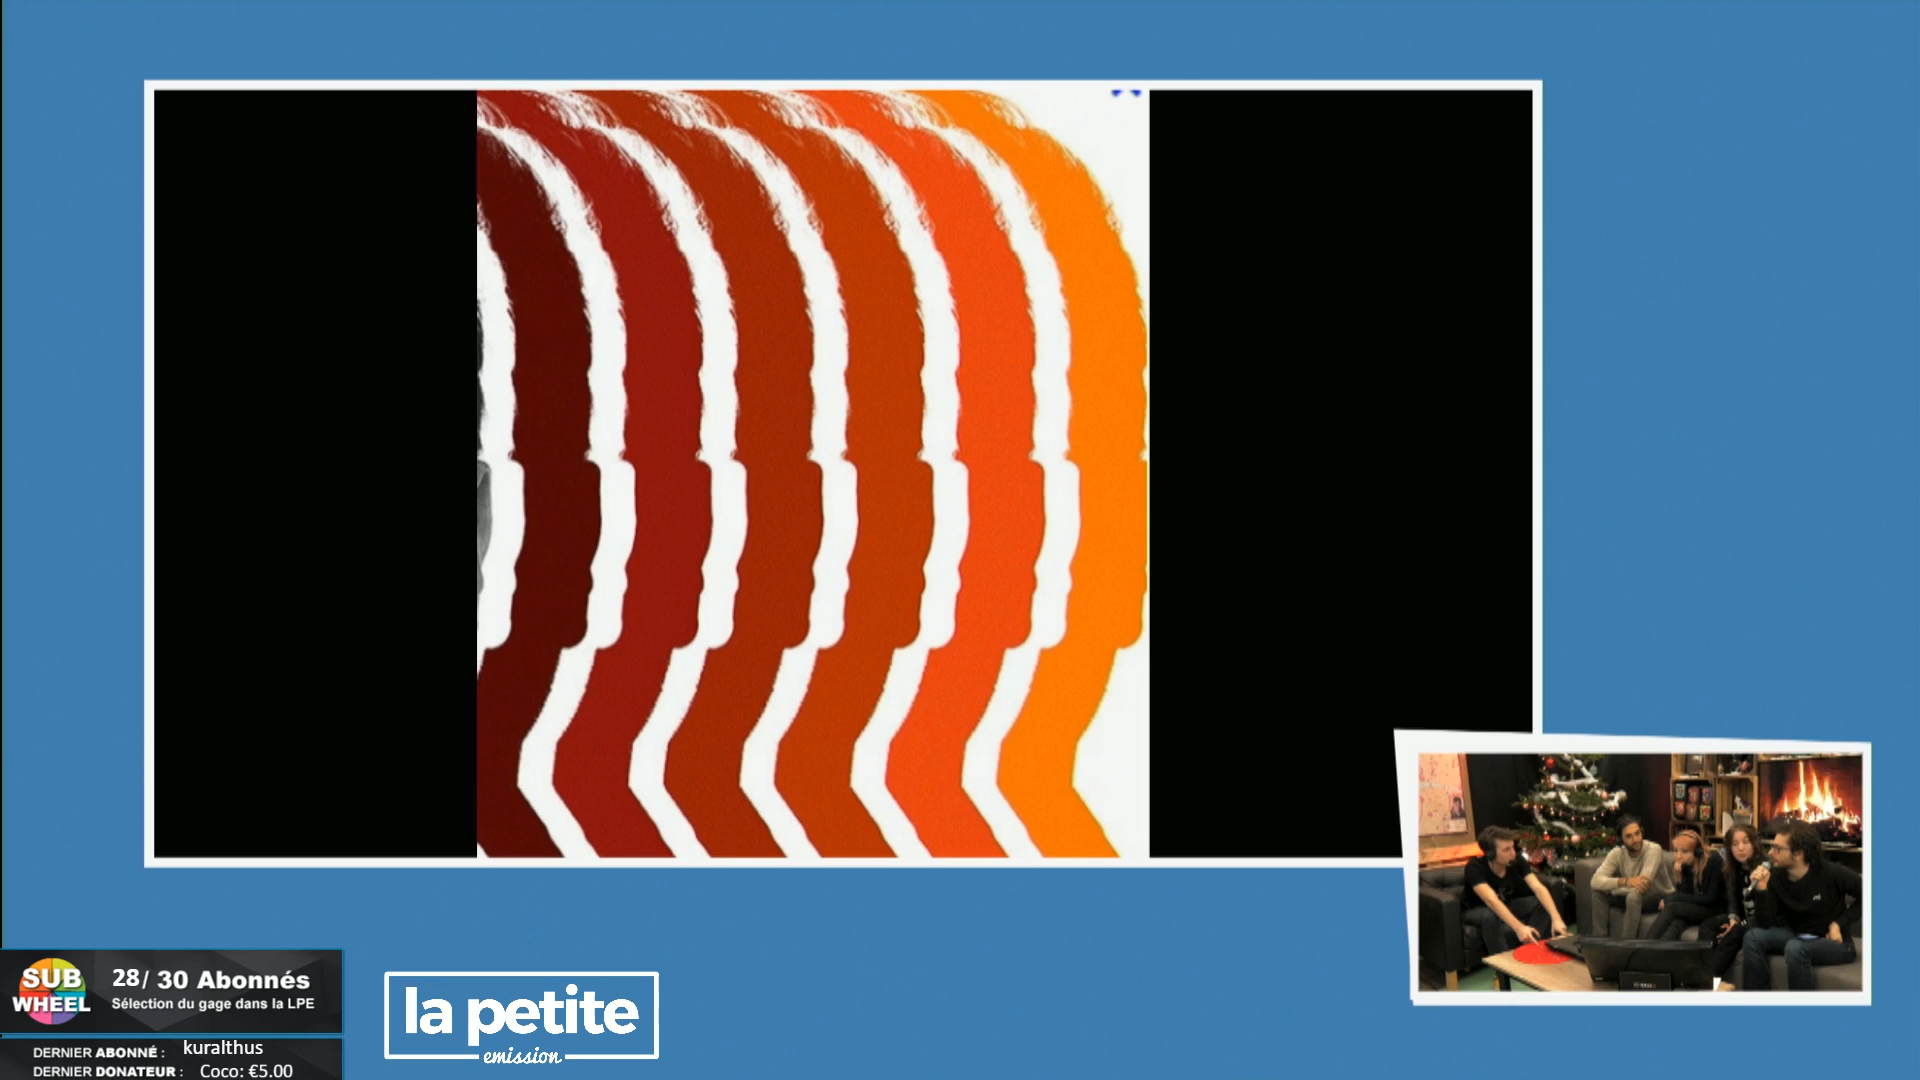 SUB
WHEEL
28/ 30 Abonnés
Sélection du gage dans la LPE
DERNIER ABONNÉ : kuralthus
DERNIER DONATEUR : Coco: €5.00
la petite
emission